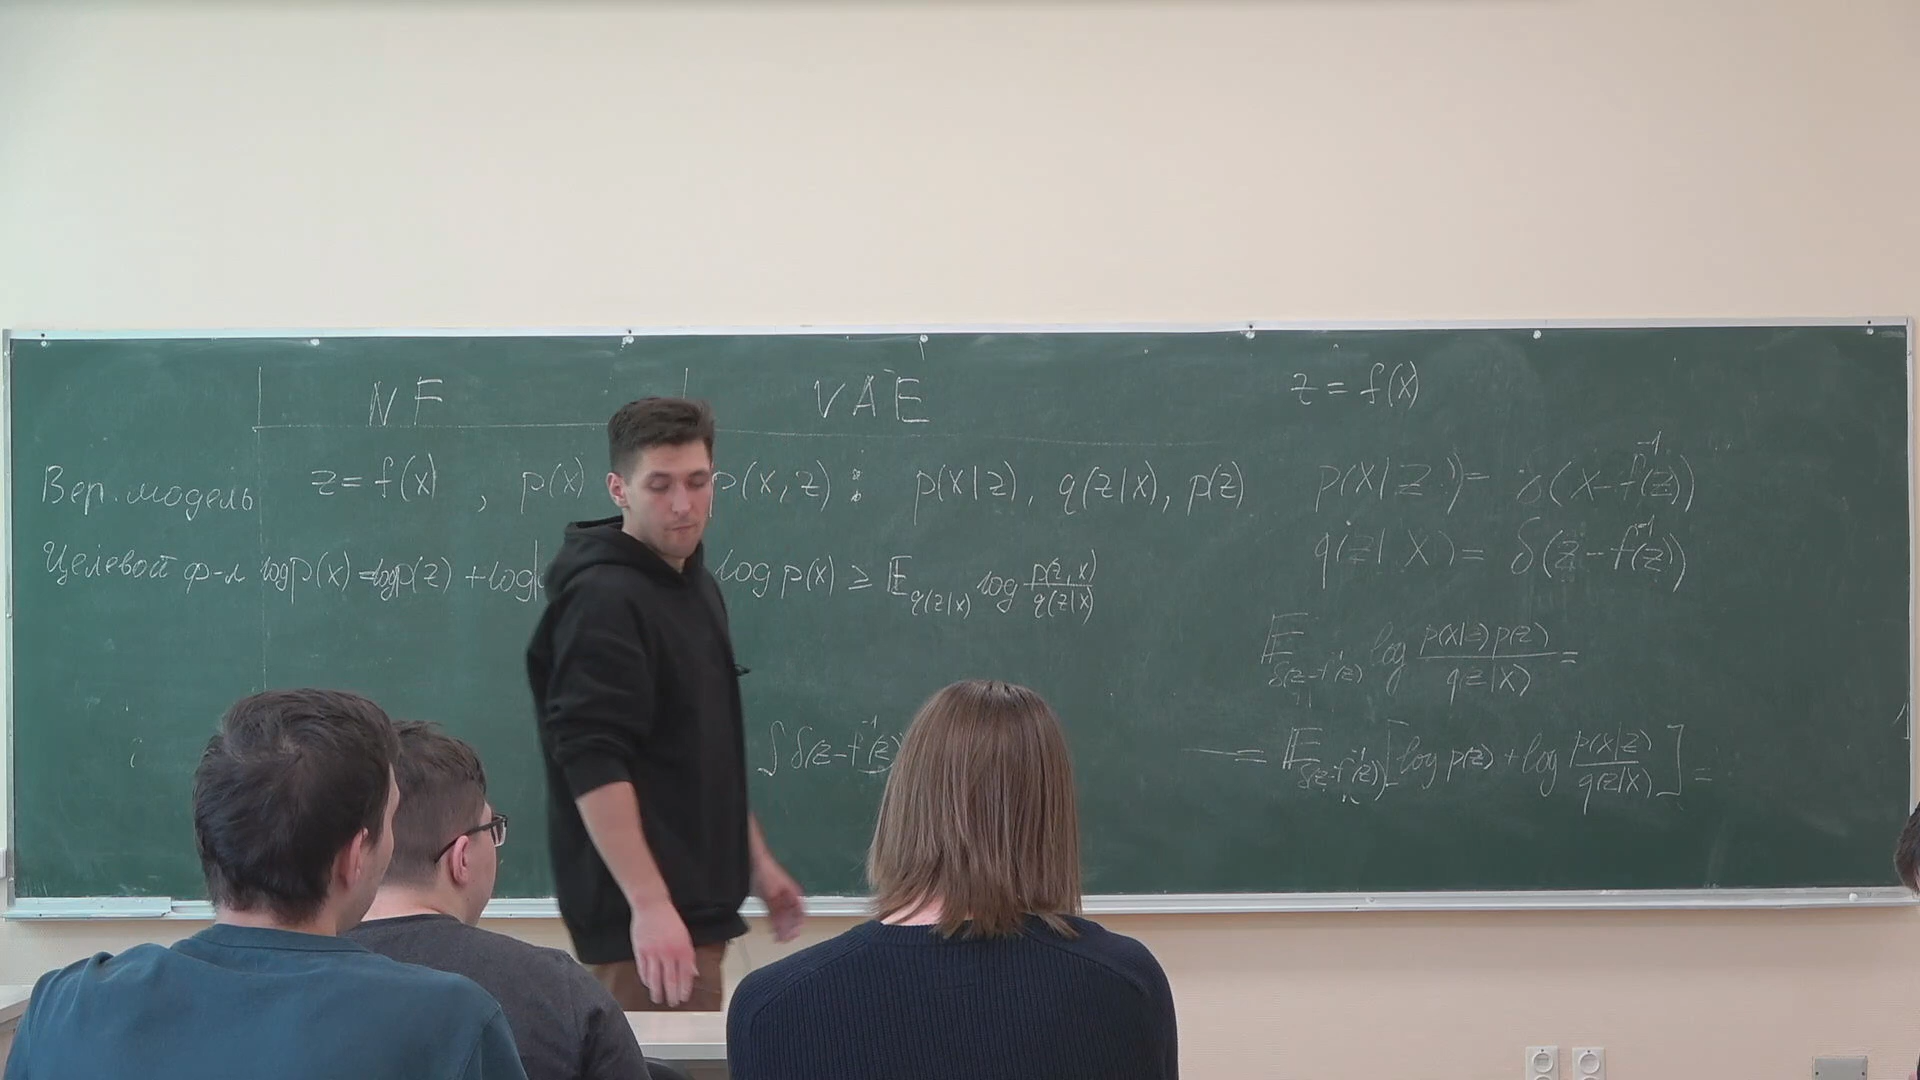 NF VAE
z = f(x)
Вер. модель z = f(x), p(x) p(x,z): p(x|z), q(z|x), p(z)
p(x|z) = δ(x - f⁻¹(z))
q(z|x) = δ(z - f⁻¹(z))
Целевой ф-л log p(x) = log p(z) + log| log p(x) ≥ E_{q(z|x)} log p(z,x)/q(z|x)
E_{δ(z-f⁻¹(z))} log p(x|z)p(z)/q(z|x) =
∫ δ(z - f⁻¹(z)
= E_{δ(z-f⁻¹(z))} [log p(z) + log p(x|z)/q(z|x)] =